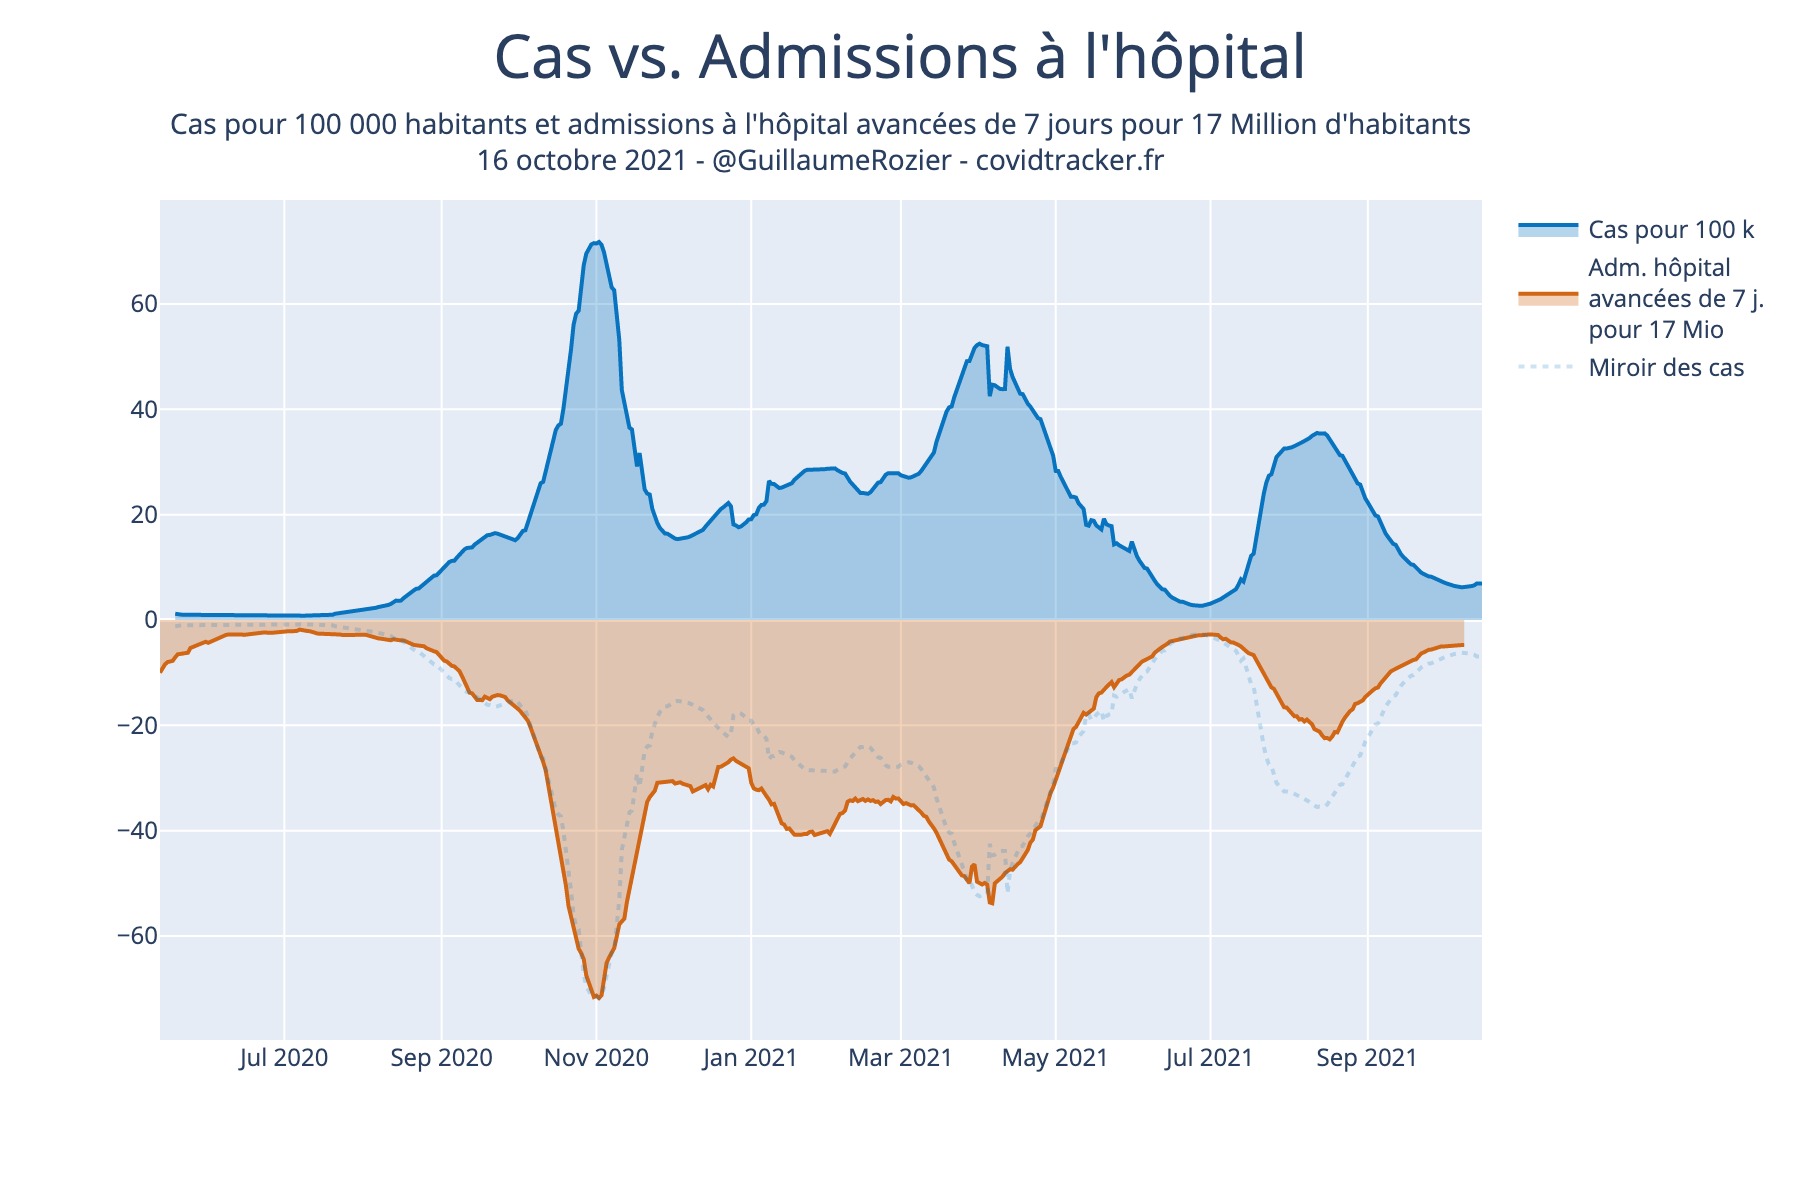 Cas vs. Admissions à l'hôpital
Cas pour 100 000 habitants et admissions à l'hôpital avancées de 7 jours pour 17 Million d'habitants
16 octobre 2021 - @GuillaumeRozier - covidtracker.fr
Cas pour 100 k
Adm. hôpital
avancées de 7 j.
pour 17 Mio
Miroir des cas
60
40
20
0
−20
−40
−60
Jul 2020
Sep 2020
Nov 2020
Jan 2021
Mar 2021
May 2021
Jul 2021
Sep 2021